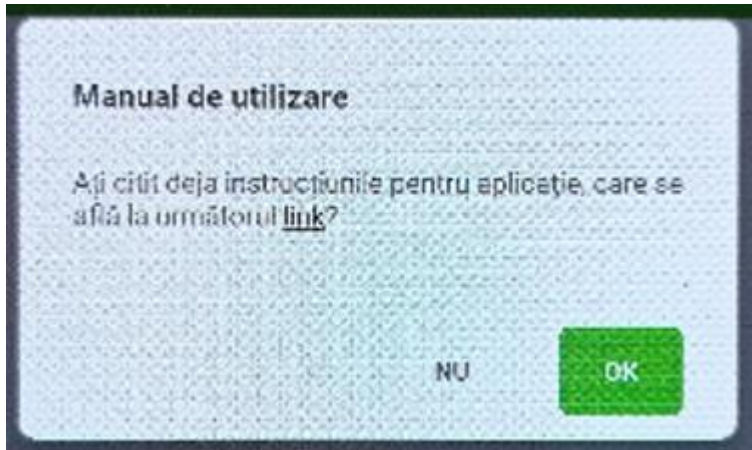 Manual de utilizare
Ați citit deja instrucțiunile pentru aplicație, care se
află la următorul link?
NU
OK